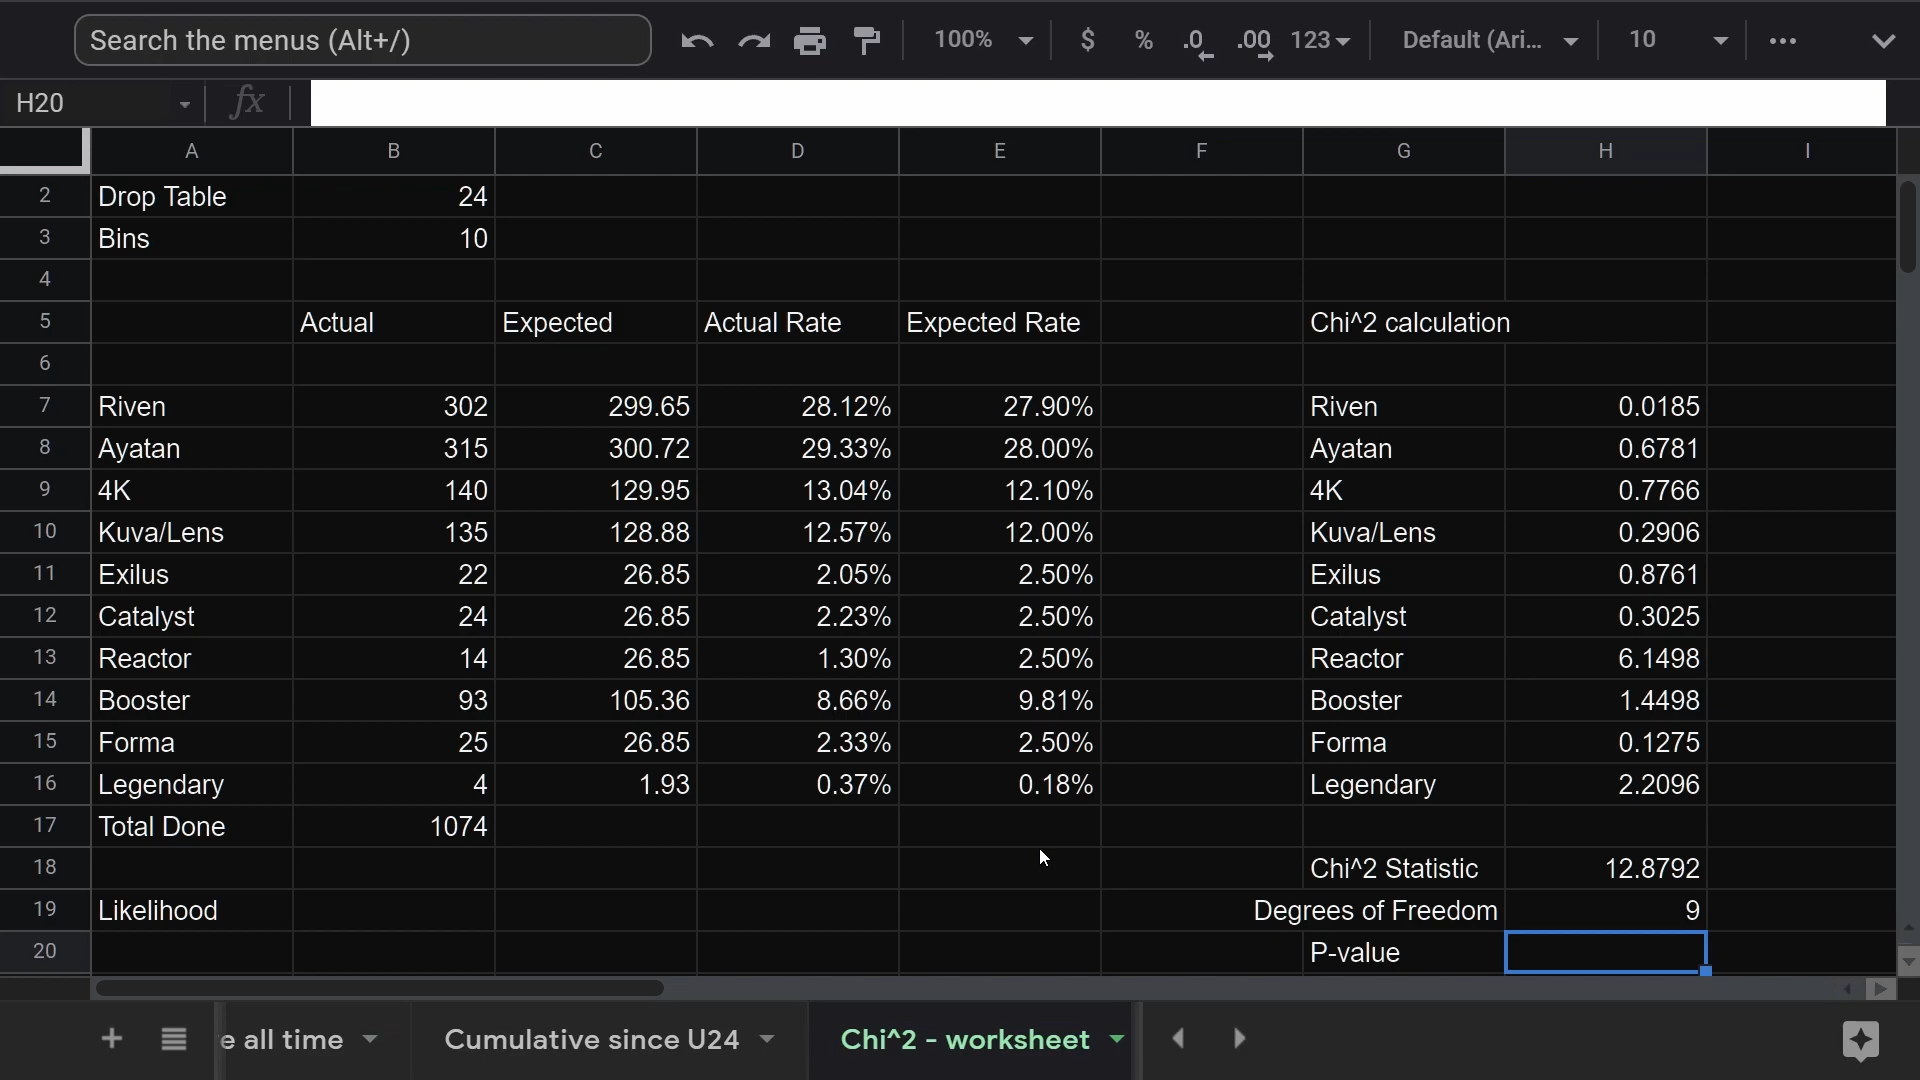 Search the menus (Alt+/)
100%
$
%
.0
.00
123
Default (Ari...
10
H20
fx
A B C D E F G H I
2 Drop Table 24
3 Bins 10
4
5 Actual Expected Actual Rate Expected Rate Chi^2 calculation
6
7 Riven 302 299.65 28.12% 27.90% Riven 0.0185
8 Ayatan 315 300.72 29.33% 28.00% Ayatan 0.6781
9 4K 140 129.95 13.04% 12.10% 4K 0.7766
10 Kuva/Lens 135 128.88 12.57% 12.00% Kuva/Lens 0.2906
11 Exilus 22 26.85 2.05% 2.50% Exilus 0.8761
12 Catalyst 24 26.85 2.23% 2.50% Catalyst 0.3025
13 Reactor 14 26.85 1.30% 2.50% Reactor 6.1498
14 Booster 93 105.36 8.66% 9.81% Booster 1.4498
15 Forma 25 26.85 2.33% 2.50% Forma 0.1275
16 Legendary 4 1.93 0.37% 0.18% Legendary 2.2096
17 Total Done 1074
18 Chi^2 Statistic 12.8792
19 Likelihood Degrees of Freedom 9
20 P-value
e all time
Cumulative since U24
Chi^2 - worksheet